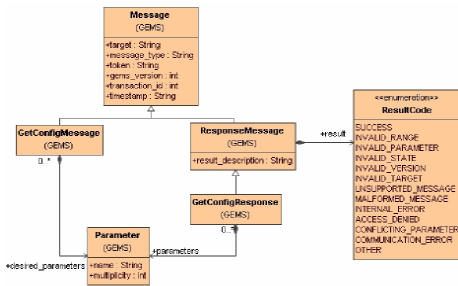 Message
(GEMS)
+target : String
+message_type : String
+token : String
+gems_version : int
+transaction_id : int
+timestamp : String
GetConfigMessage
(GEMS)
0..*
ResponseMessage
(GEMS)
+result_description : String
+result
<<enumeration>>
ResultCode
SUCCESS
INVALID_RANGE
INVALID_PARAMETER
INVALID_STATE
INVALID_VERSION
INVALID_TARGET
UNSUPPORTED_MESSAGE
MALFORMED_MESSAGE
INTERNAL_ERROR
ACCESS_DENIED
CONFLICTING_PARAMETER
COMMUNICATION_ERROR
OTHER
GetConfigResponse
(GEMS)
0..*
Parameter
(GEMS)
+name : String
+multiplicity : int
+desired_parameters
+parameters